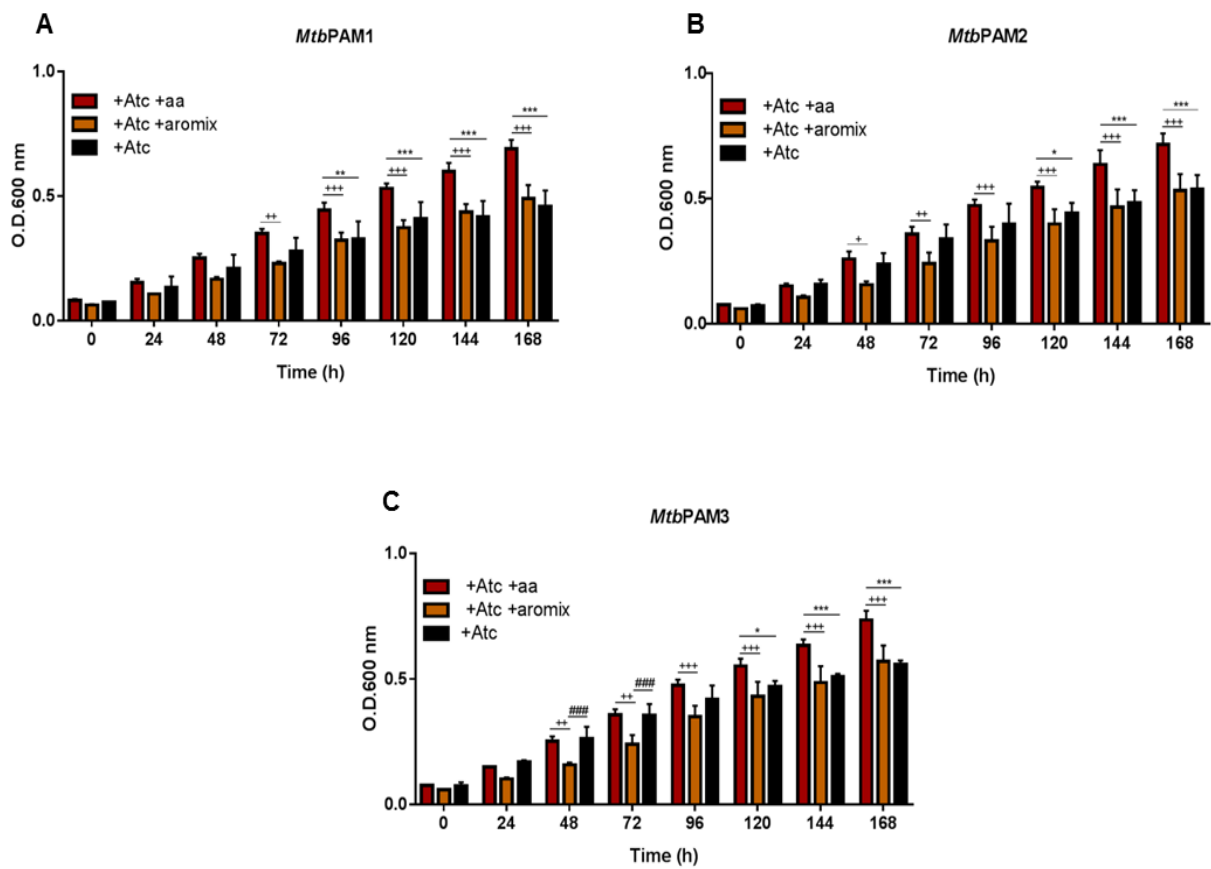 A
MtbPAM1
1.0
+Atc +aa
+Atc +aromix
+Atc
0.5
0.0
O.D.600 nm
++
**
+++
***
+++
***
+++
***
+++
0 24 48 72 96 120 144 168
Time (h)
B
MtbPAM2
1.0
+Atc +aa
+Atc +aromix
+Atc
0.5
0.0
O.D.600 nm
+
++
+++
*
+++
***
+++
***
+++
0 24 48 72 96 120 144 168
Time (h)
C
MtbPAM3
1.0
+Atc +aa
+Atc +aromix
+Atc
0.5
0.0
O.D.600 nm
++ ###
++ ###
+++
*
+++
***
+++
***
+++
0 24 48 72 96 120 144 168
Time (h)